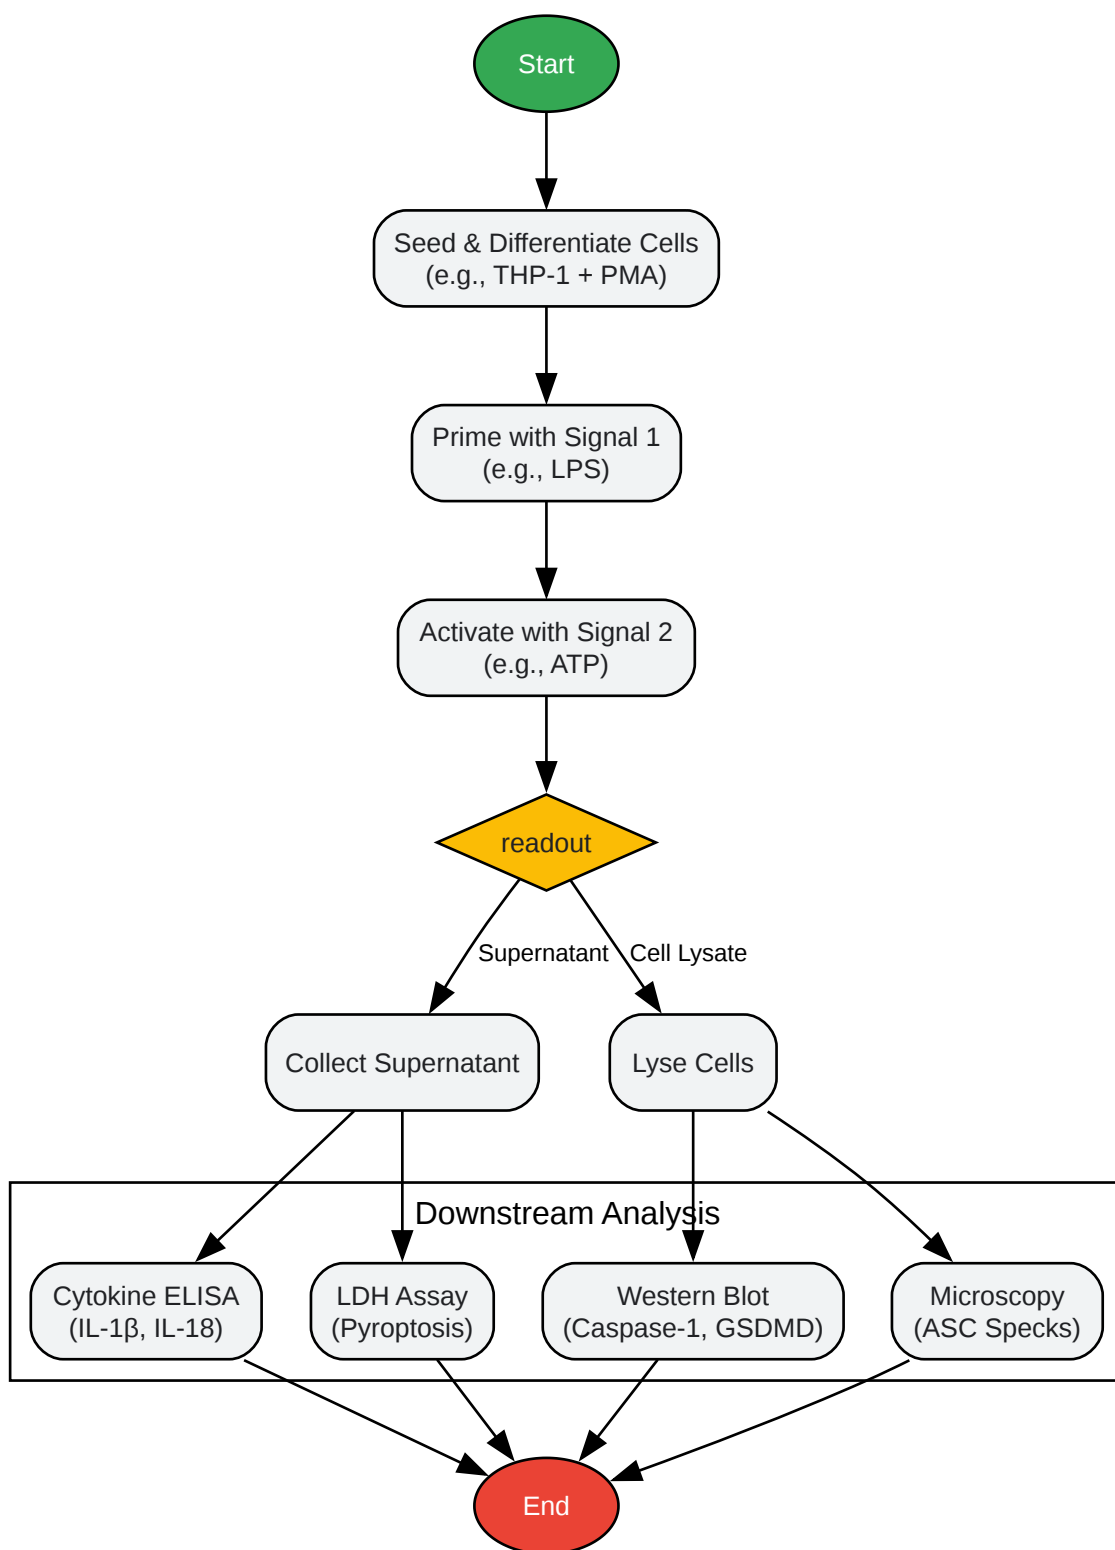 Start
Seed & Differentiate Cells
(e.g., THP-1 + PMA)
Prime with Signal 1
(e.g., LPS)
Activate with Signal 2
(e.g., ATP)
readout
Supernatant
Cell Lysate
Collect Supernatant
Lyse Cells
Downstream Analysis
Cytokine ELISA
(IL-1β, IL-18)
LDH Assay
(Pyroptosis)
Western Blot
(Caspase-1, GSDMD)
Microscopy
(ASC Specks)
End